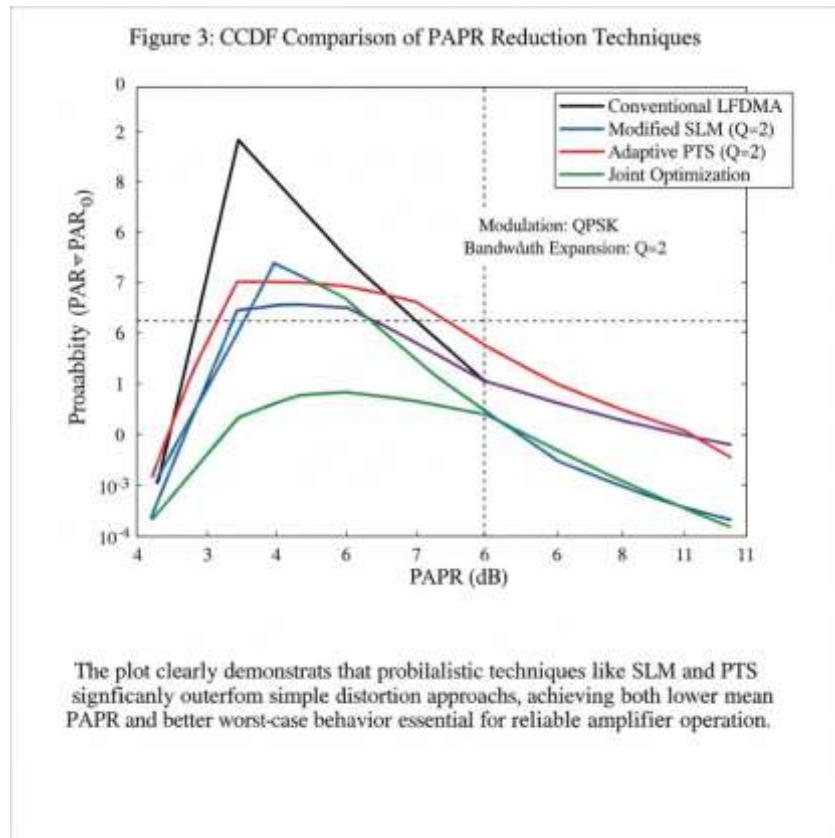 Figure 3: CCDF Comparison of PAPR Reduction Techniques
0
2
8
6
7
6
1
0
10-3
10-4
Proaabbity (PAR▿PAR0)
Conventional LFDMA
Modified SLM (Q=2)
Adaptive PTS (Q=2)
Joint Optimization
Modulation: QPSK
Bandwωath Expansion: Q=2
4 3 4 6 7 6 6 8 11 11
PAPR (dB)
The plot clearly demonstrats that probilalistic techniques like SLM and PTS
signficanly outerfom simple distortion approachs, achieving both lower mean
PAPR and better worst-case behavior essential for reliable amplifier operation.